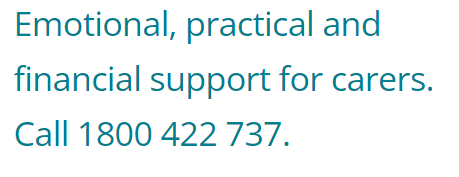 Emotional, practical and
financial support for carers.
Call 1800 422 737.